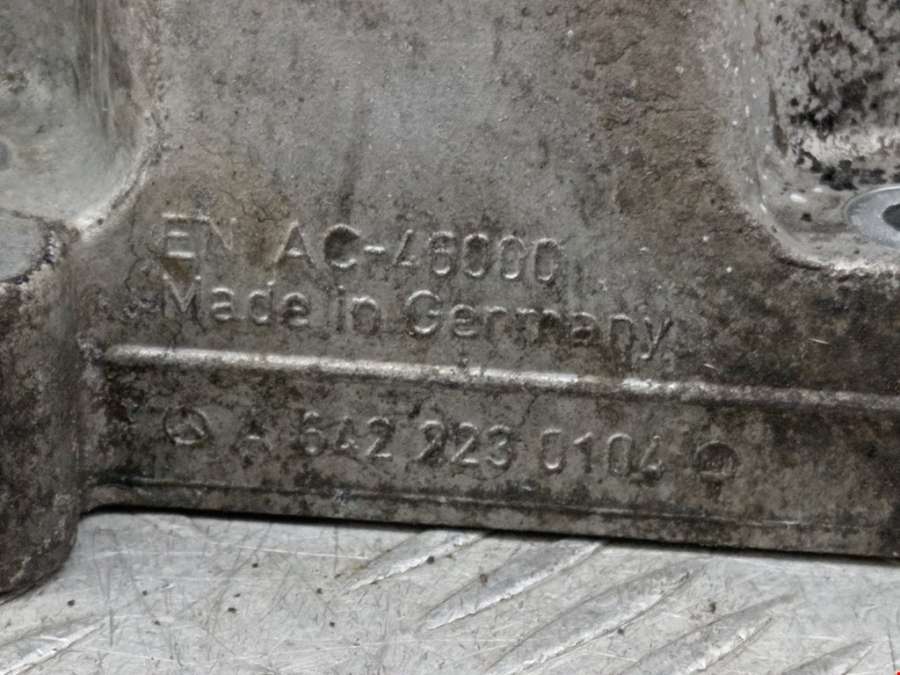 EN AC-46000
Made in Germany
A 642 223 0104